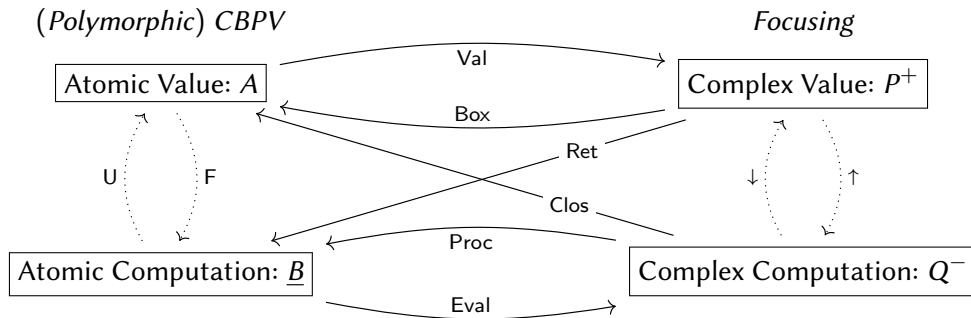 (Polymorphic) CBPV Focusing
Val
Atomic Value: A Complex Value: P⁺
Box
Ret
U F ↓ ↑
Clos
Proc
Atomic Computation: B̲ Complex Computation: Q⁻
Eval